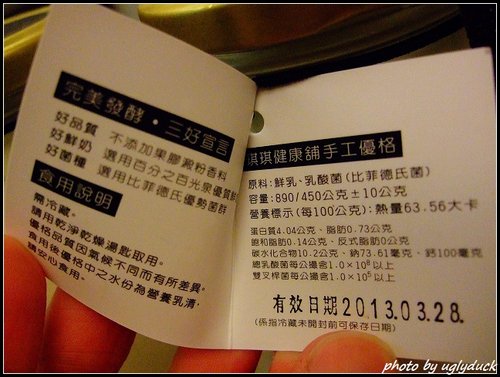 完美發酵・三好宣言
好品質 不添加果膠澱粉香料
好鮮奶 選用百分之百光泉優質鮮
好菌種 選用比菲德氏優勢菌群
食用說明
需冷藏。
請用乾淨乾燥湯匙取用。
優格品質因氣候不同而有所差異。
食用後優格中之水份為營養乳清，
請安心食用。
琪琪健康舖手工優格
原料：鮮乳、乳酸菌（比菲德氏菌）
容量：890/450公克±10公克
營養標示（每100公克）：熱量63.56大卡
蛋白質4.04公克、脂肪0.73公克
飽和脂肪0.14公克、反式脂肪0公克
碳水化合物10.2公克、鈉73.61毫克、鈣100毫克
總乳酸菌每公撮含1.0×10⁸以上
雙叉桿菌每公撮含1.0×10⁵以上
有效日期2013.03.28.
（係指冷藏未開封前可保存日期）
photo by uglyduck